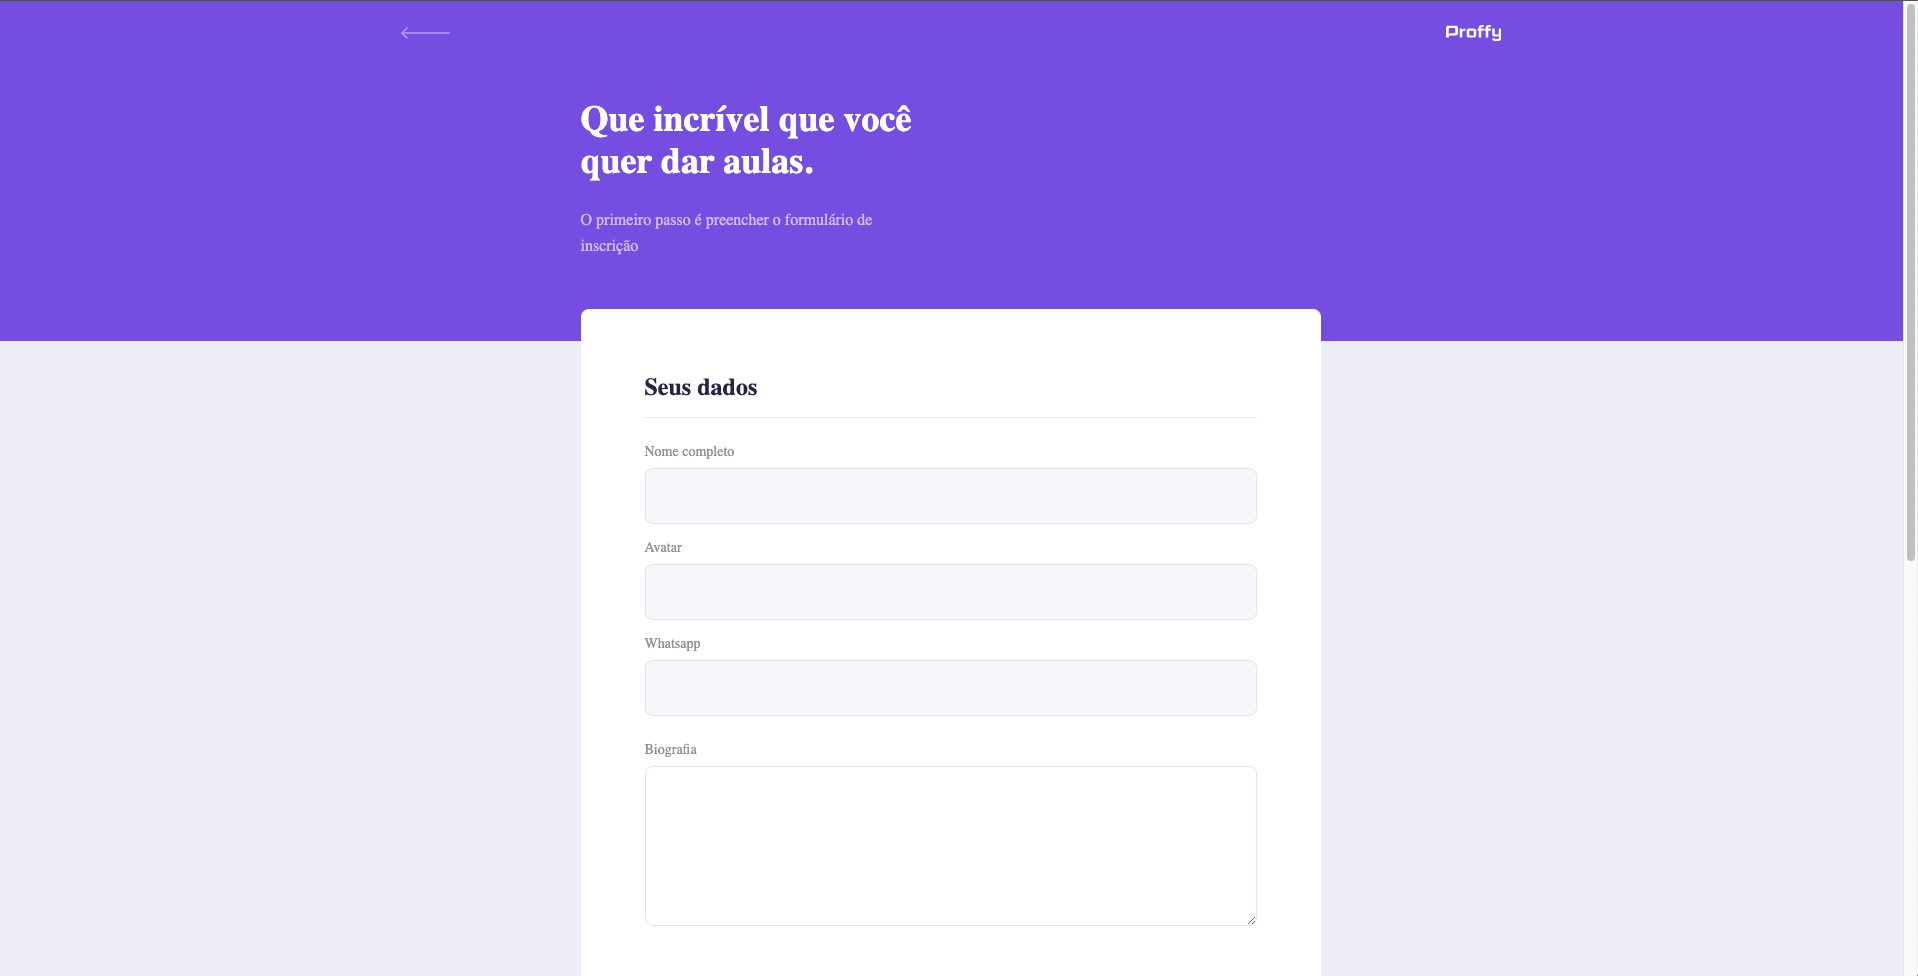 Proffy
Que incrível que você
quer dar aulas.
O primeiro passo é preencher o formulário de
inscrição
Seus dados
Nome completo
Avatar
Whatsapp
Biografia